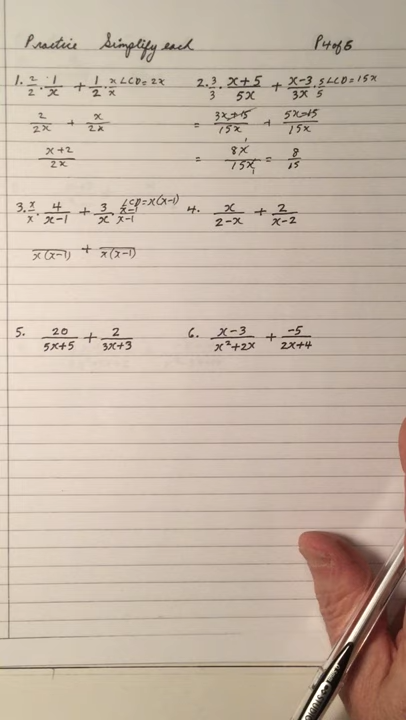 Practice Simplify each P4of5
1. 2/2 · 1/x + 1/2 · x/x LCD=2x
2/2x + x/2x
x+2/2x
2. 3/3 · x+5/5x + x-3/3x · 5/5 LCD=15x
= 3x+15/15x + 5x-15/15x
= 8x/15x = 8/15
3. x/x · 4/x-1 + 3/x · x-1/x-1 LCD=x(x-1)
/x(x-1) + /x(x-1)
4. x/2-x + 2/x-2
5. 20/5x+5 + 2/3x+3
6. x-3/x²+2x + -5/2x+4